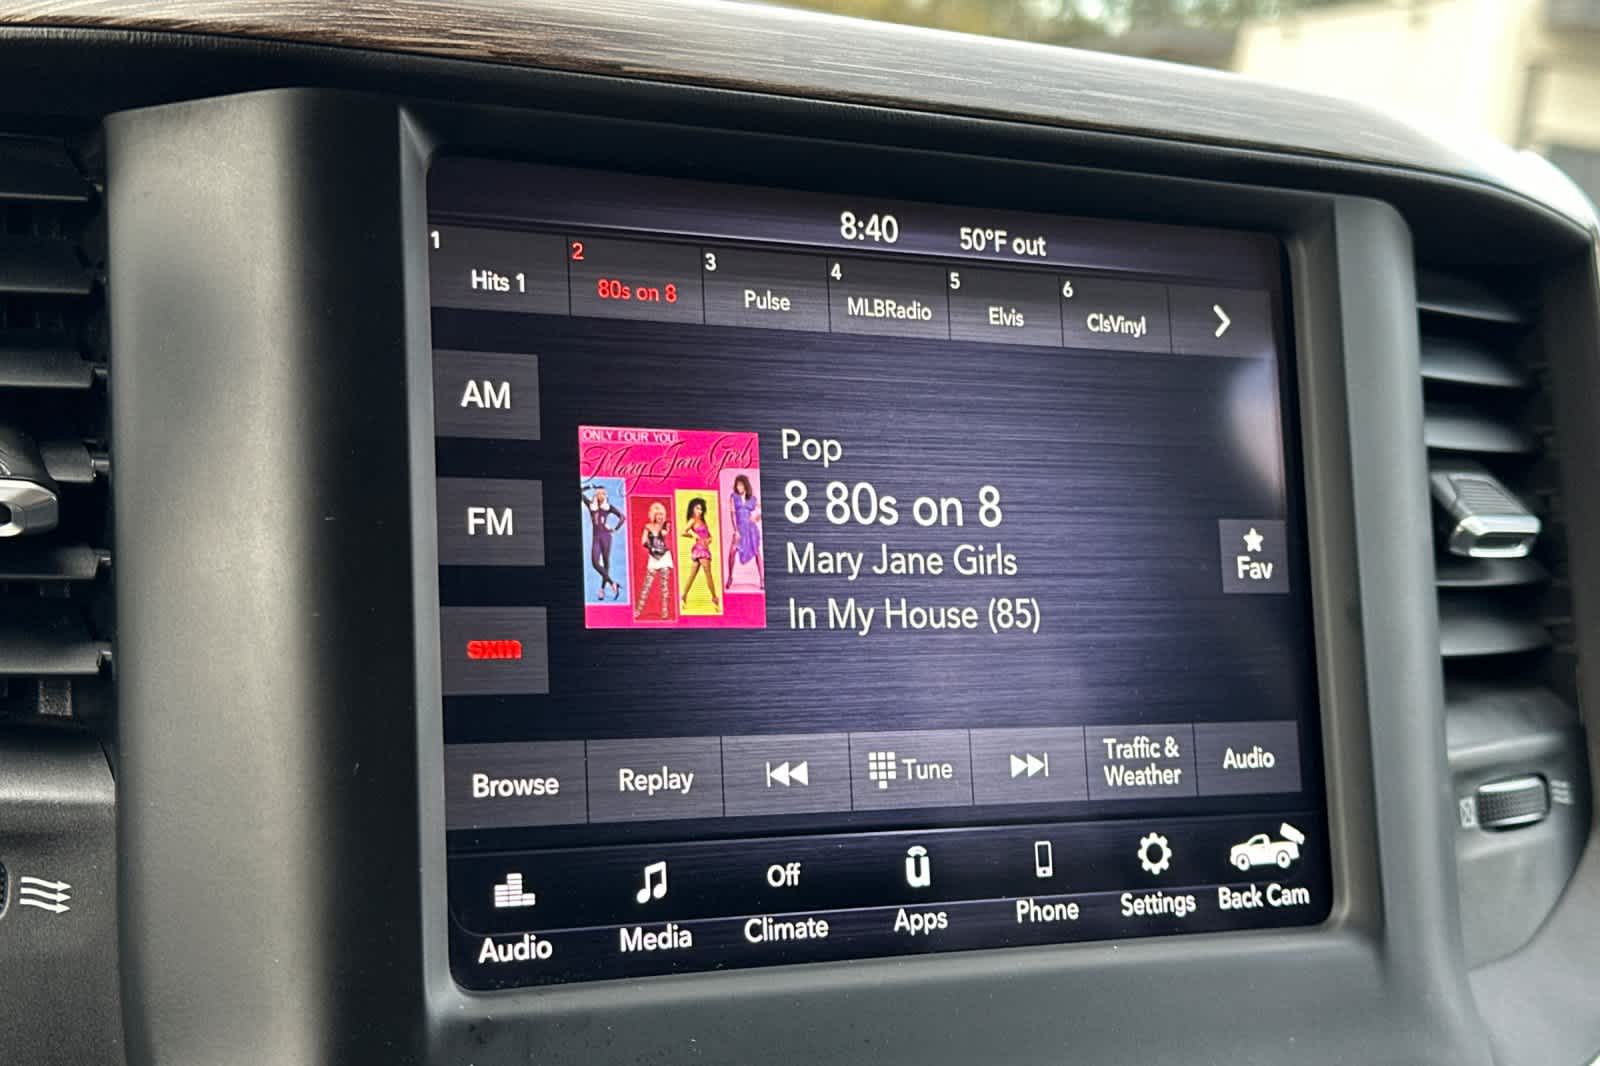 8:40 50°F out
1 Hits 1
2 80s on 8
3 Pulse
4 MLBRadio
5 Elvis
6 ClsVinyl
AM
FM
sxm
ONLY FOUR YOU
Mary Jane Girls
Pop
8 80s on 8
Mary Jane Girls
In My House (85)
Fav
Browse
Replay
Tune
Traffic &
Weather
Audio
Audio
Media
Off
Climate
Apps
Phone
Settings
Back Cam